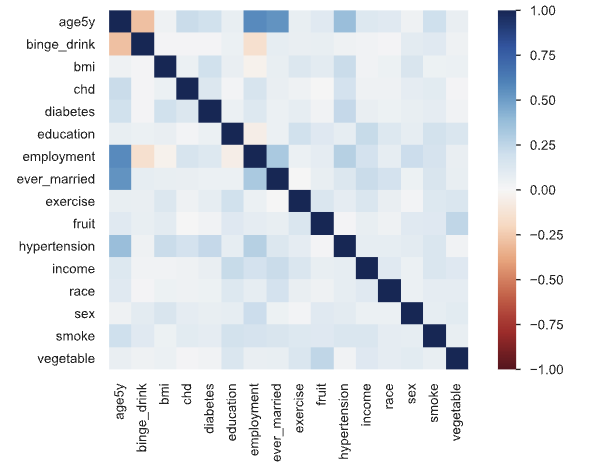 age5y
binge_drink
bmi
chd
diabetes
education
employment
ever_married
exercise
fruit
hypertension
income
race
sex
smoke
vegetable
age5y
binge_drink
bmi
chd
diabetes
education
employment
ever_married
exercise
fruit
hypertension
income
race
sex
smoke
vegetable
1.00
0.75
0.50
0.25
0.00
−0.25
−0.50
−0.75
−1.00